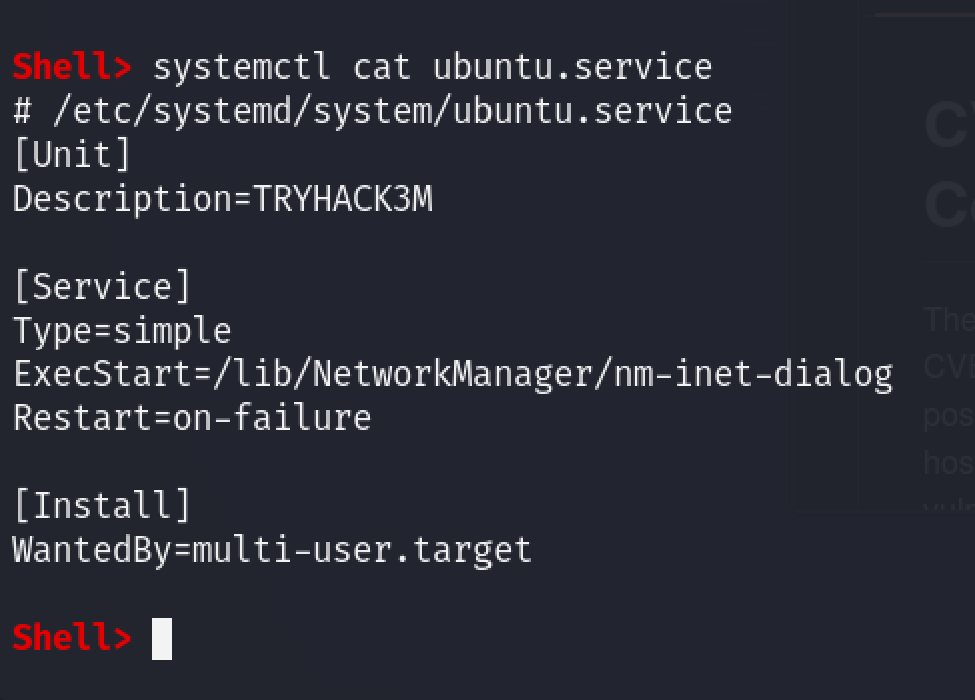 Shell> systemctl cat ubuntu.service
# /etc/systemd/system/ubuntu.service
[Unit]
Description=TRYHACK3M
[Service]
Type=simple
ExecStart=/lib/NetworkManager/nm-inet-dialog
Restart=on-failure
[Install]
WantedBy=multi-user.target
Shell>
The